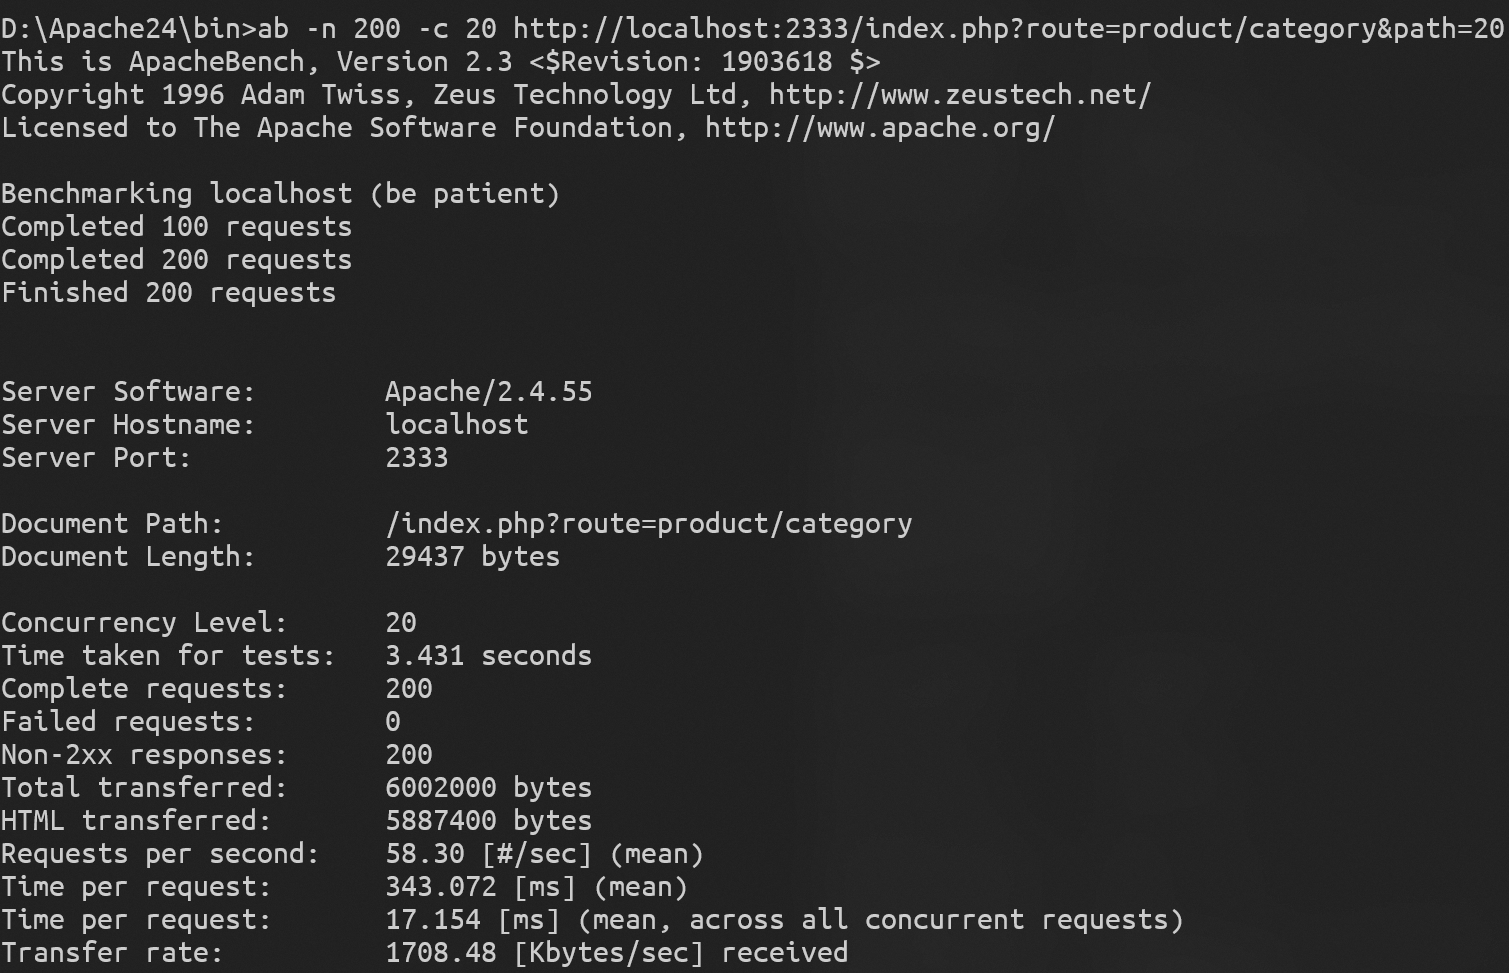 D:\Apache24\bin>ab -n 200 -c 20 http://localhost:2333/index.php?route=product/category&path=20
This is ApacheBench, Version 2.3 <$Revision: 1903618 $>
Copyright 1996 Adam Twiss, Zeus Technology Ltd, http://www.zeustech.net/
Licensed to The Apache Software Foundation, http://www.apache.org/
Benchmarking localhost (be patient)
Completed 100 requests
Completed 200 requests
Finished 200 requests
Server Software: Apache/2.4.55
Server Hostname: localhost
Server Port: 2333
Document Path: /index.php?route=product/category
Document Length: 29437 bytes
Concurrency Level: 20
Time taken for tests: 3.431 seconds
Complete requests: 200
Failed requests: 0
Non-2xx responses: 200
Total transferred: 6002000 bytes
HTML transferred: 5887400 bytes
Requests per second: 58.30 [#/sec] (mean)
Time per request: 343.072 [ms] (mean)
Time per request: 17.154 [ms] (mean, across all concurrent requests)
Transfer rate: 1708.48 [Kbytes/sec] received